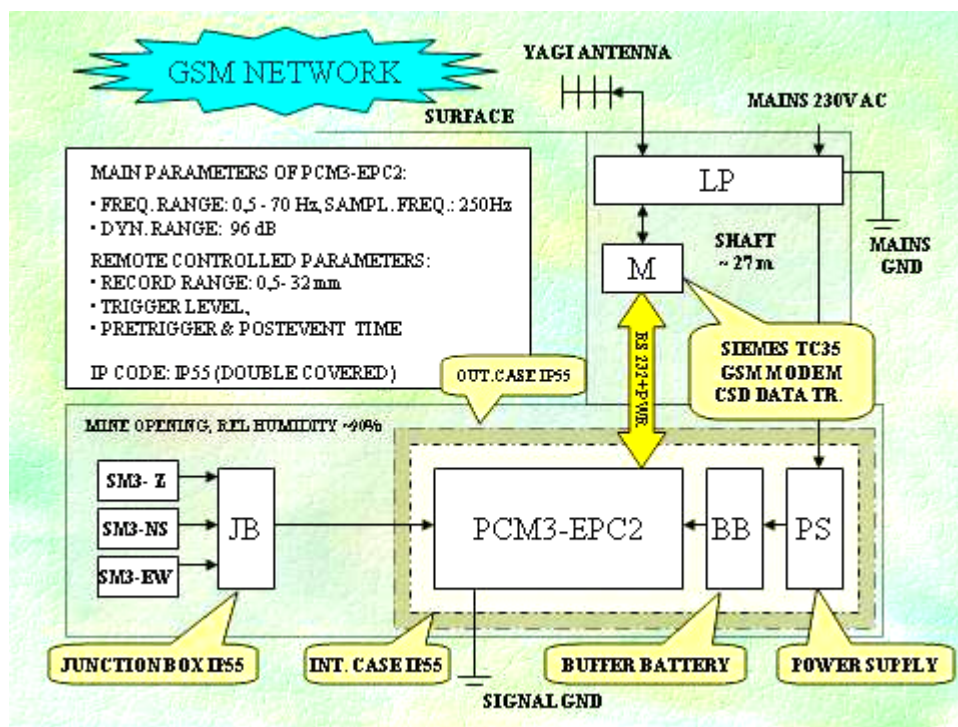 GSM NETWORK
YAGI ANTENNA
MAINS 230V AC
SURFACE
LP
MAINS
GND
SHAFT
~ 27 m
M
MAIN PARAMETERS OF PCM3-EPC2:
• FREQ. RANGE: 0,5 - 70 Hz, SAMPL. FREQ.: 250Hz
• DYN. RANGE: 96 dB
REMOTE CONTROLLED PARAMETERS:
• RECORD RANGE: 0,5- 32 mm
• TRIGGER LEVEL,
• PRETRIGGER & POSTEVENT TIME
IP CODE: IP55 (DOUBLE COVERED)
OUT. CASE IP55
RS 232+PWR
SIEMES TC35
GSM MODEM
CSD DATA TR.
MINE OPENING, REL HUMIDITY ~90%
SM3- Z
SM3-NS
SM3-EW
JB
PCM3-EPC2
BB
PS
JUNCTION BOX IP55
INT. CASE IP55
BUFFER BATTERY
POWER SUPPLY
SIGNAL GND